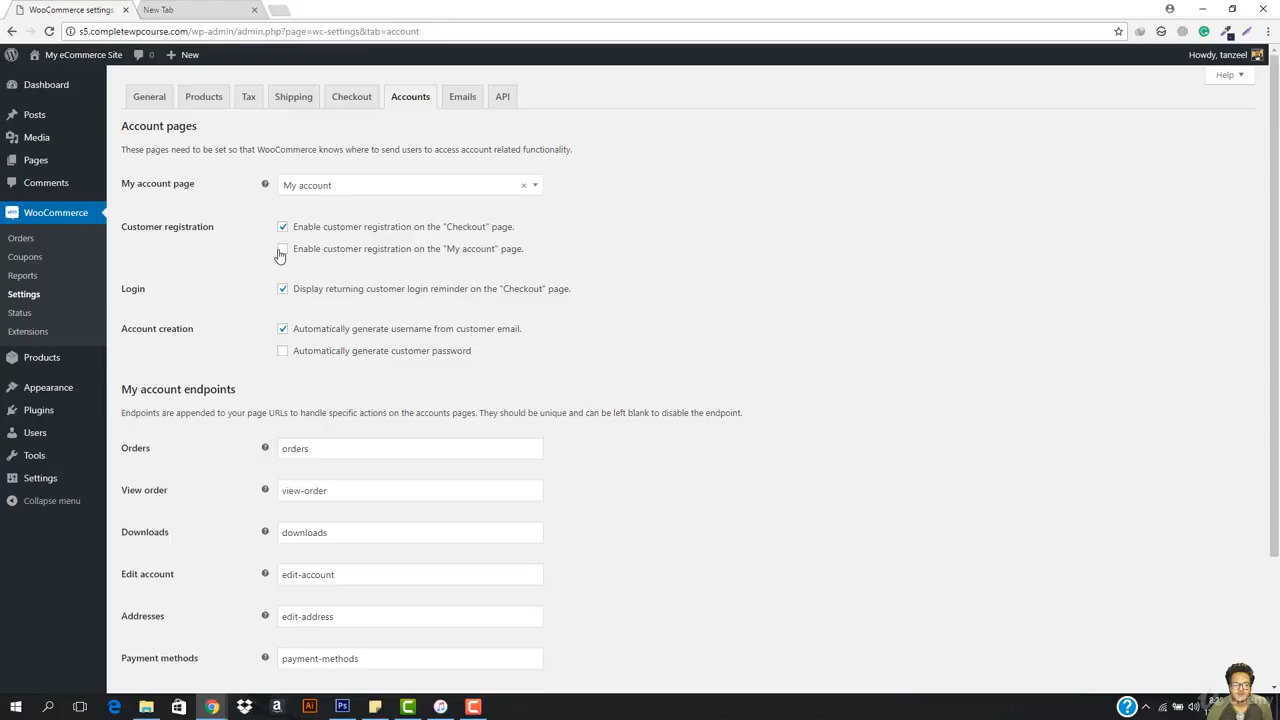 WooCommerce settings
New Tab
s5.completewpcourse.com/wp-admin/admin.php?page=wc-settings&tab=account
My eCommerce Site
0
New
Howdy, tanzeel
Help
Dashboard
Posts
Media
Pages
Comments
WooCommerce
Orders
Coupons
Reports
Settings
Status
Extensions
Products
Appearance
Plugins
Users
Tools
Settings
Collapse menu
General
Products
Tax
Shipping
Checkout
Accounts
Emails
API
Account pages
These pages need to be set so that WooCommerce knows where to send users to access account related functionality.
My account page
My account
Customer registration
Enable customer registration on the "Checkout" page.
Enable customer registration on the "My account" page.
Login
Display returning customer login reminder on the "Checkout" page.
Account creation
Automatically generate username from customer email.
Automatically generate customer password
My account endpoints
Endpoints are appended to your page URLs to handle specific actions on the accounts pages. They should be unique and can be left blank to disable the endpoint.
Orders
orders
View order
view-order
Downloads
downloads
Edit account
edit-account
Addresses
edit-address
Payment methods
payment-methods